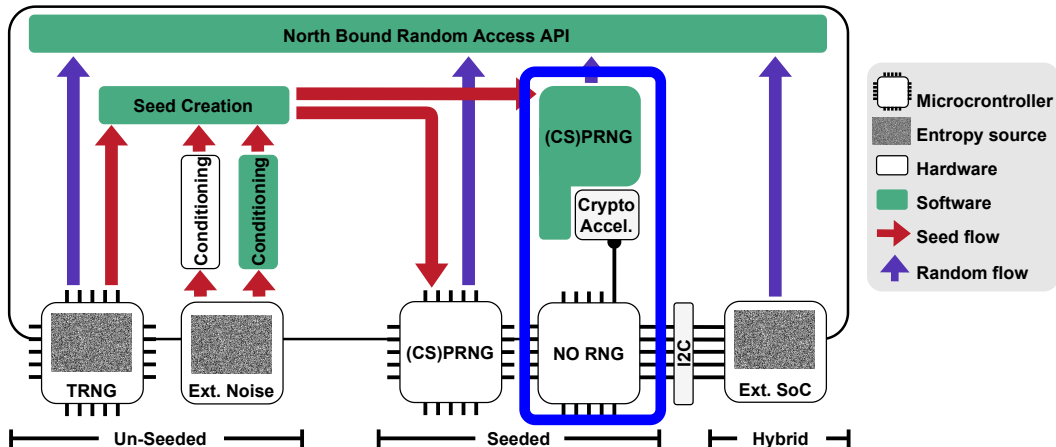 North Bound Random Access API
Seed Creation
Conditioning
Conditioning
(CS)PRNG
Crypto
Accel.
TRNG
Ext. Noise
(CS)PRNG
NO RNG
I2C
Ext. SoC
Un-Seeded
Seeded
Hybrid
Microcrontroller
Entropy source
Hardware
Software
Seed flow
Random flow